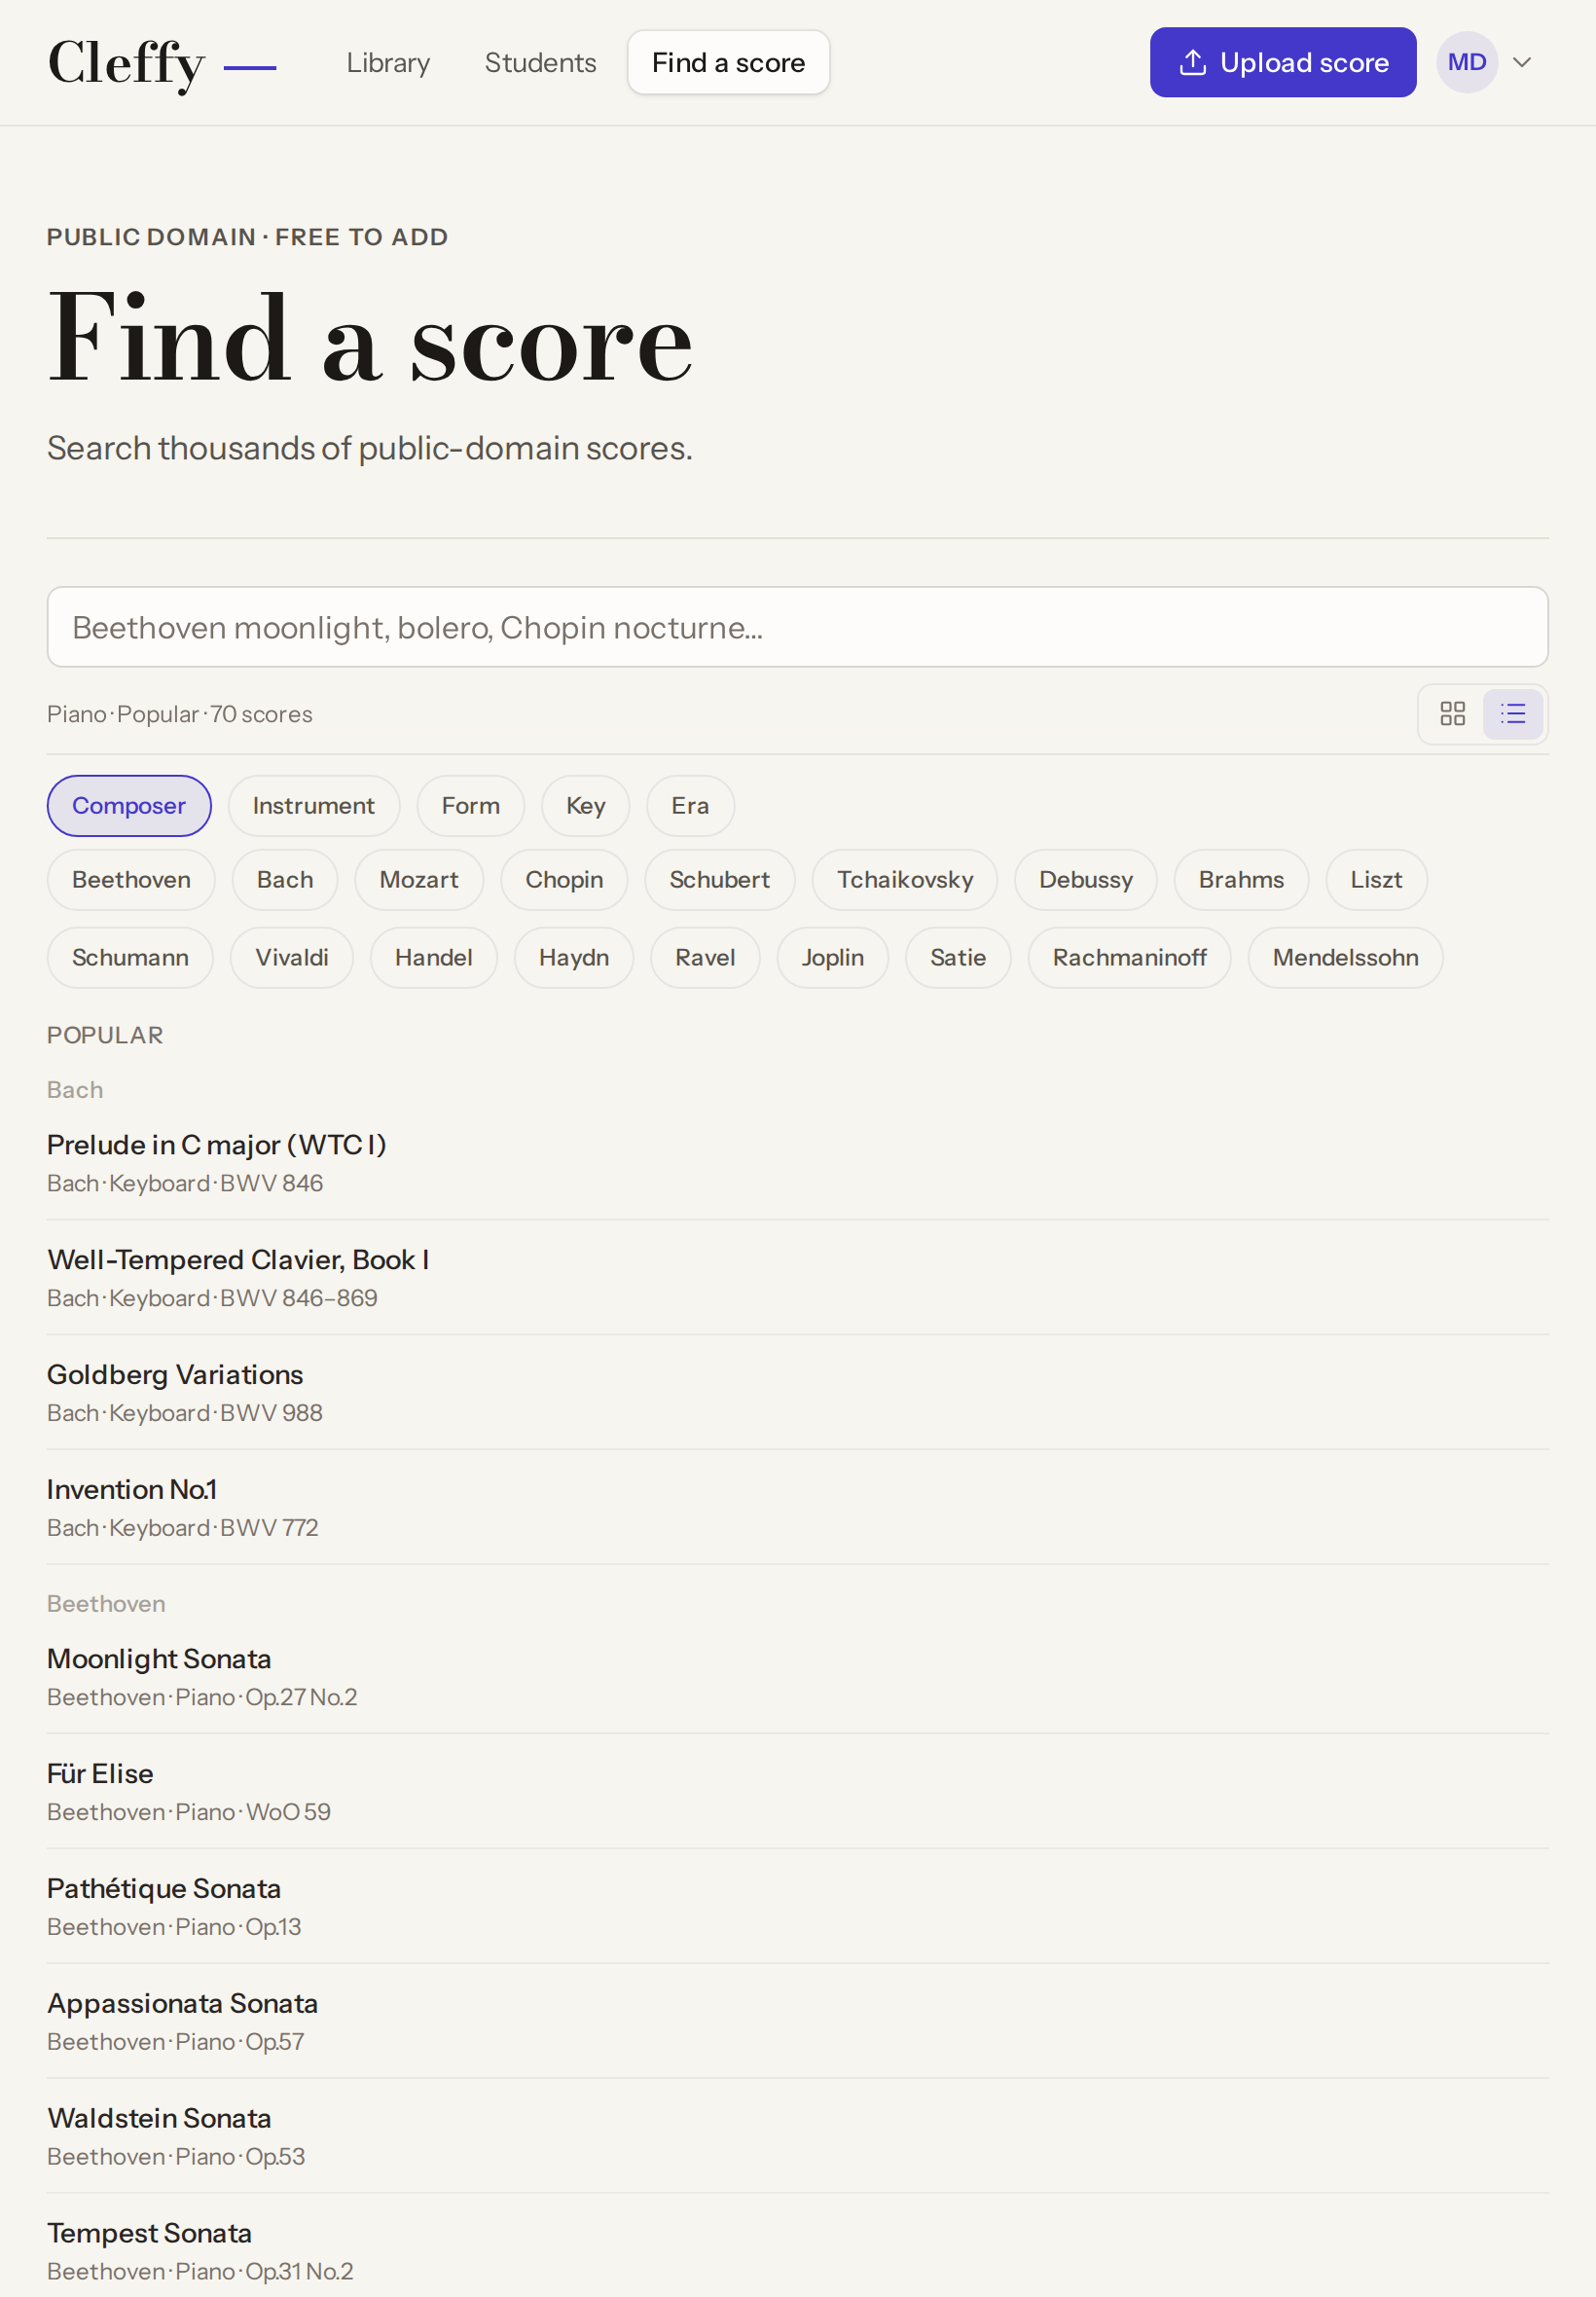 Cleffy
Library Students Find a score Upload score MD
PUBLIC DOMAIN · FREE TO ADD
Find a score
Search thousands of public-domain scores.
Beethoven moonlight, bolero, Chopin nocturne...
Piano · Popular · 70 scores
Composer Instrument Form Key Era
Beethoven Bach Mozart Chopin Schubert Tchaikovsky Debussy Brahms Liszt
Schumann Vivaldi Handel Haydn Ravel Joplin Satie Rachmaninoff Mendelssohn
POPULAR
Bach
Prelude in C major (WTC I)
Bach · Keyboard · BWV 846
Well-Tempered Clavier, Book I
Bach · Keyboard · BWV 846–869
Goldberg Variations
Bach · Keyboard · BWV 988
Invention No.1
Bach · Keyboard · BWV 772
Beethoven
Moonlight Sonata
Beethoven · Piano · Op.27 No.2
Für Elise
Beethoven · Piano · WoO 59
Pathétique Sonata
Beethoven · Piano · Op.13
Appassionata Sonata
Beethoven · Piano · Op.57
Waldstein Sonata
Beethoven · Piano · Op.53
Tempest Sonata
Beethoven · Piano · Op.31 No.2